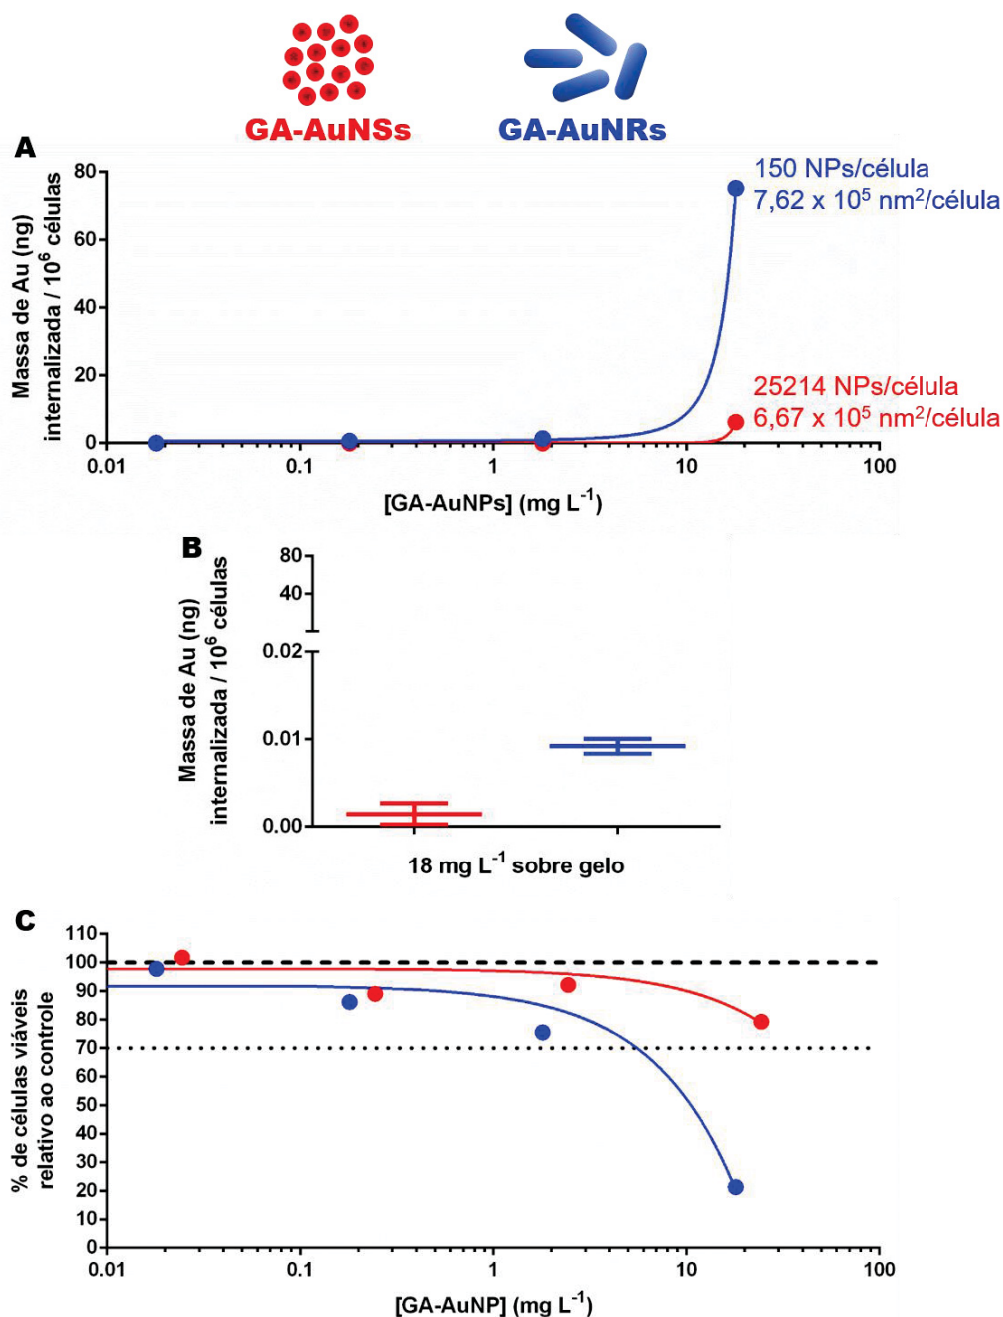 GA-AuNSs
GA-AuNRs
A
Massa de Au (ng)
internalizada / 10⁶ células
80
60
40
20
0
150 NPs/célula
7,62 x 10⁵ nm²/célula
25214 NPs/célula
6,67 x 10⁵ nm²/célula
0.01
0.1
1
10
100
[GA-AuNPs] (mg L⁻¹)
B
Massa de Au (ng)
internalizada / 10⁶ células
80
40
0.02
0.01
0.00
18 mg L⁻¹ sobre gelo
C
% de células viáveis
relativo ao controle
110
100
90
80
70
60
50
40
30
20
10
0
0.01
0.1
1
10
100
[GA-AuNP] (mg L⁻¹)